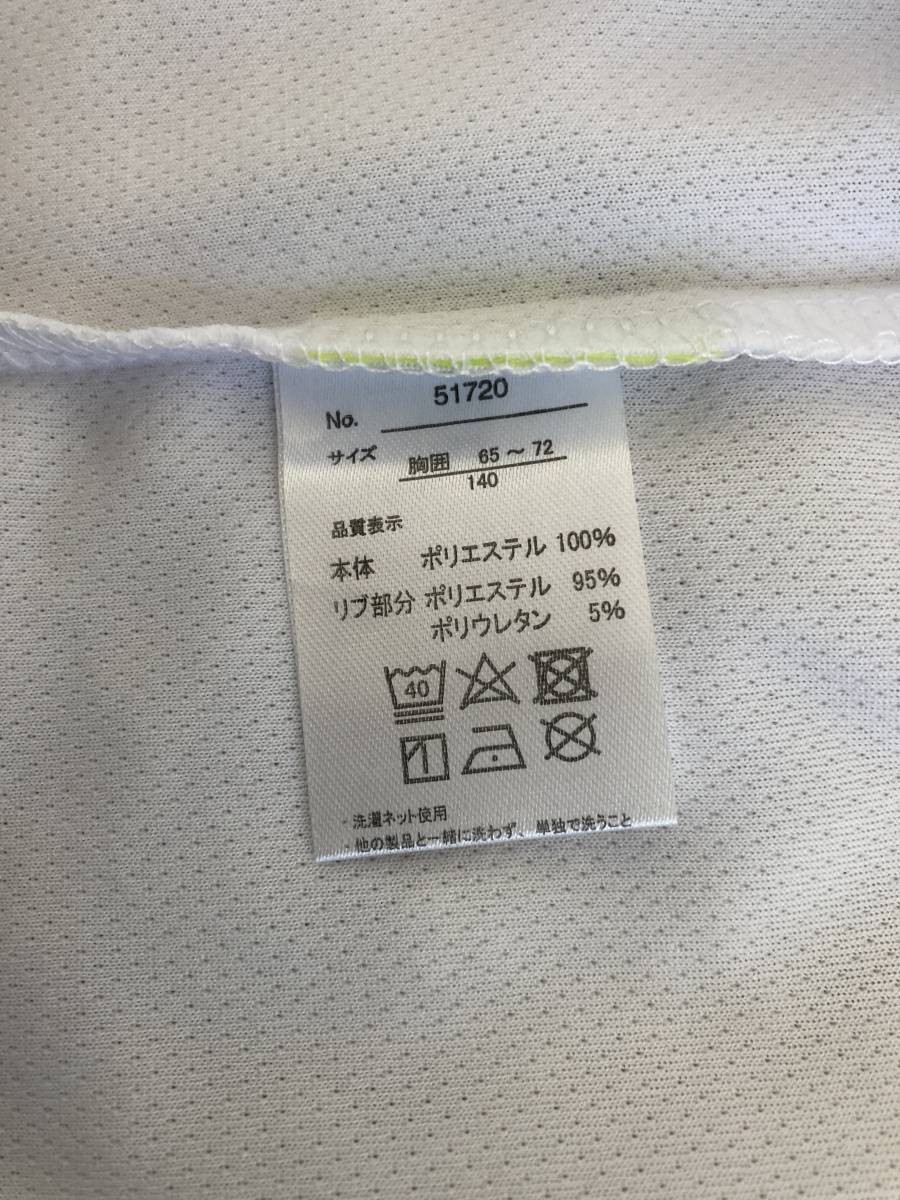 No. 51720
サイズ 胸囲 65～72
140
品質表示
本体 ポリエステル 100%
リブ部分 ポリエステル 95%
ポリウレタン 5%
40
・洗濯ネット使用
・他の製品と一緒に洗わず、単独で洗うこと